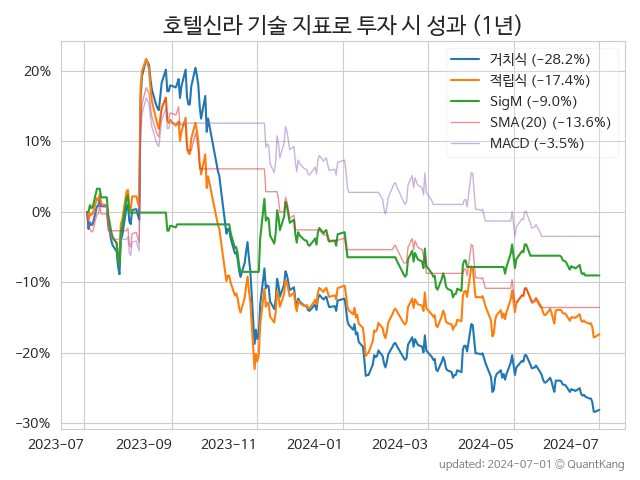 호텔신라 기술 지표로 투자 시 성과 (1년)
거치식 (−28.2%)
적립식 (−17.4%)
SigM (−9.0%)
SMA(20) (−13.6%)
MACD (−3.5%)
20%
10%
0%
−10%
−20%
−30%
2023-07 2023-09 2023-11 2024-01 2024-03 2024-05 2024-07
updated: 2024-07-01 © QuantKang